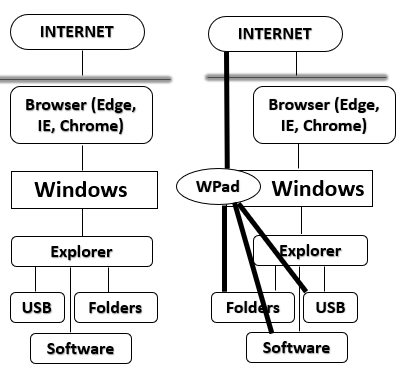 INTERNET
Browser (Edge,
IE, Chrome)
Windows
Explorer
USB
Folders
Software
INTERNET
Browser (Edge,
IE, Chrome)
WPad
Windows
Explorer
Folders
USB
Software